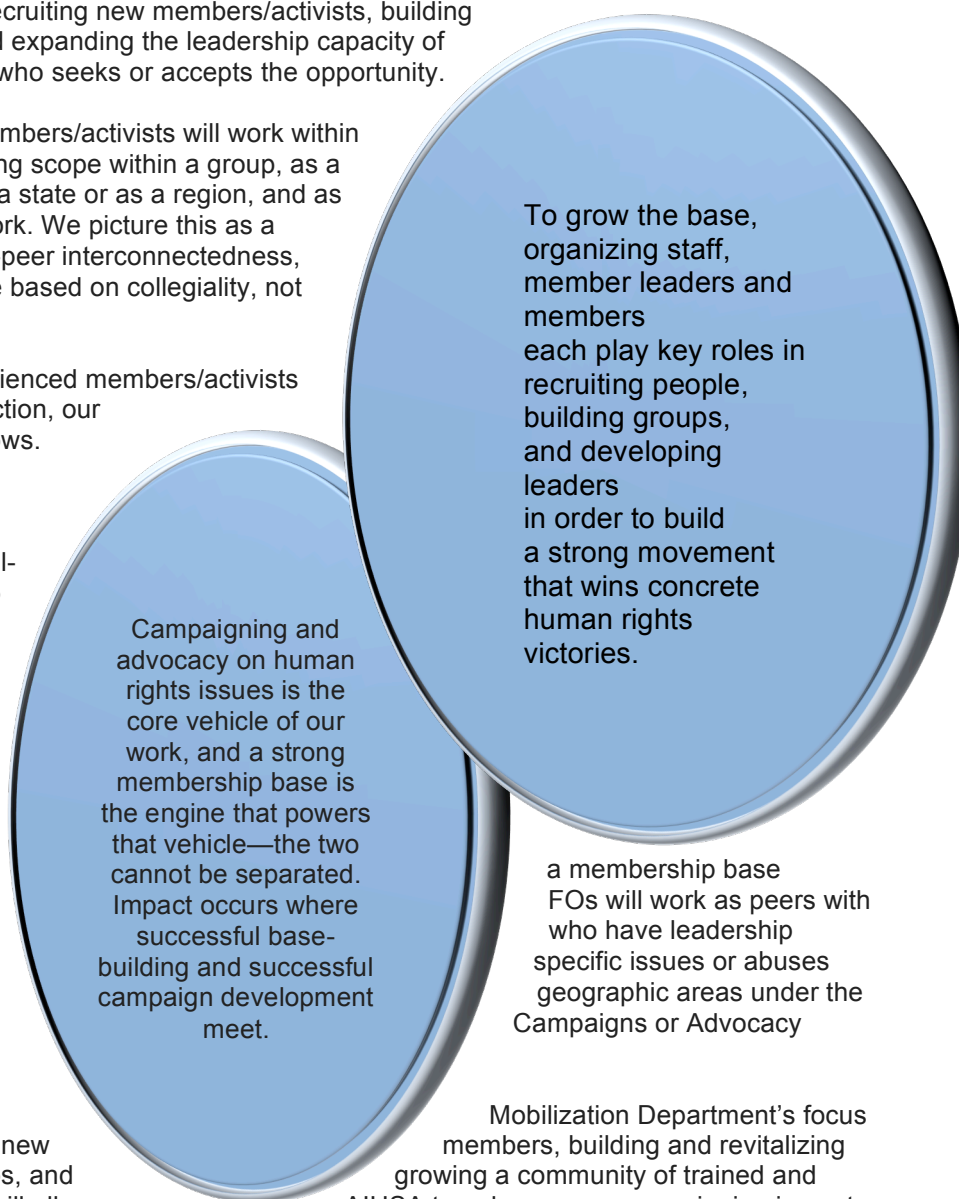 ecruiting new members/activists, building
expanding the leadership capacity of
who seeks or accepts the opportunity.
mbers/activists will work within
ng scope within a group, as a
a state or as a region, and as
ork. We picture this as a
peer interconnectedness,
e based on collegiality, not
ienced members/activists
ction, our
ows.
l-
To grow the base,
organizing staff,
member leaders and
members
each play key roles in
recruiting people,
building groups,
and developing
leaders
in order to build
a strong movement
that wins concrete
human rights
victories.
Campaigning and
advocacy on human
rights issues is the
core vehicle of our
work, and a strong
membership base is
the engine that powers
that vehicle—the two
cannot be separated.
Impact occurs where
successful base-
building and successful
campaign development
meet.
a membership base
FOs will work as peers with
who have leadership
specific issues or abuses
geographic areas under the
Campaigns or Advocacy
Mobilization Department's focus
new members, building and revitalizing
s, and growing a community of trained and